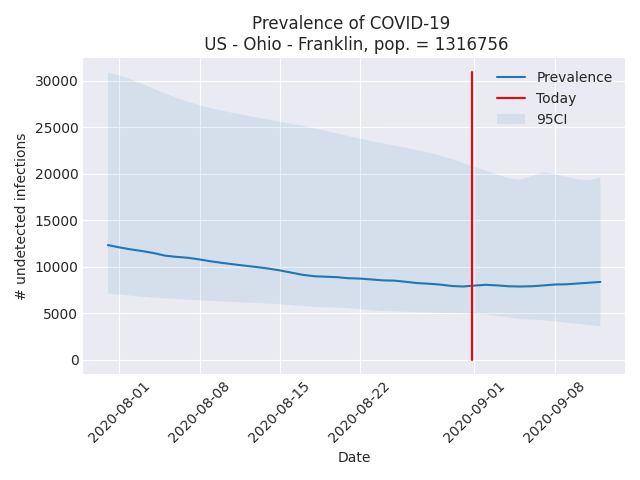 Prevalence of COVID-19
US - Ohio - Franklin, pop. = 1316756
Prevalence
Today
95CI
30000
25000
20000
15000
10000
5000
0
# undetected infections
2020-08-01
2020-08-08
2020-08-15
2020-08-22
2020-09-01
2020-09-08
Date